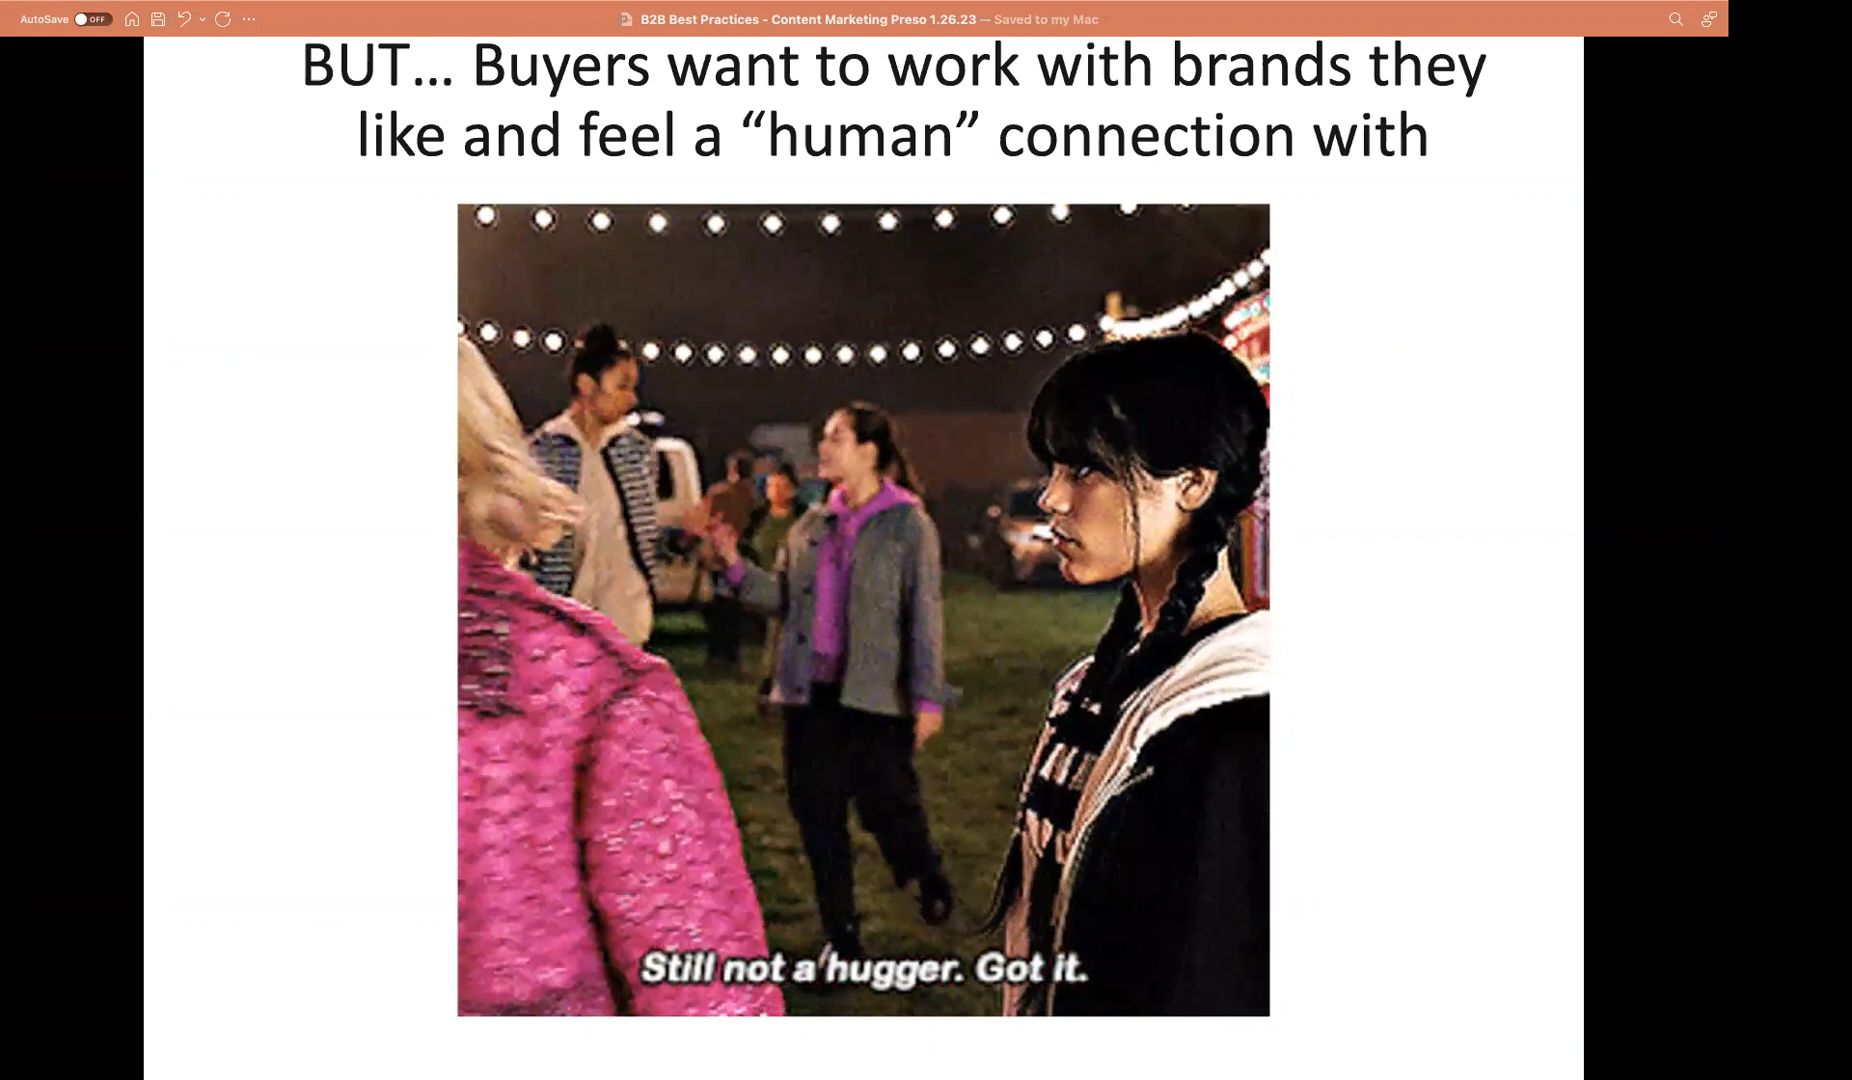 AutoSave OFF
B2B Best Practices - Content Marketing Preso 1.26.23 — Saved to my Mac
BUT... Buyers want to work with brands they
like and feel a “human” connection with
Still not a hugger. Got it.